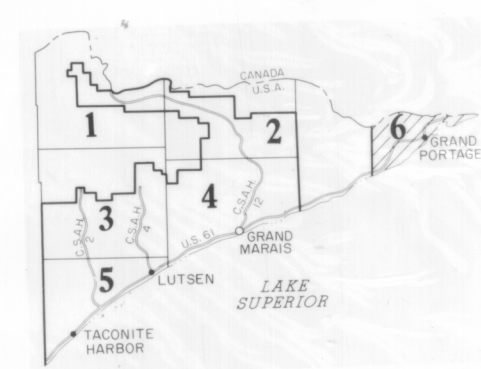 CANADA
U.S.A.
1
2
6
GRAND
PORTAGE
3
4
C.S.A.H.
2
C.S.A.H.
4
C.S.A.H.
12
U.S. 61
GRAND
MARAIS
5
LUTSEN
LAKE
SUPERIOR
TACONITE
HARBOR